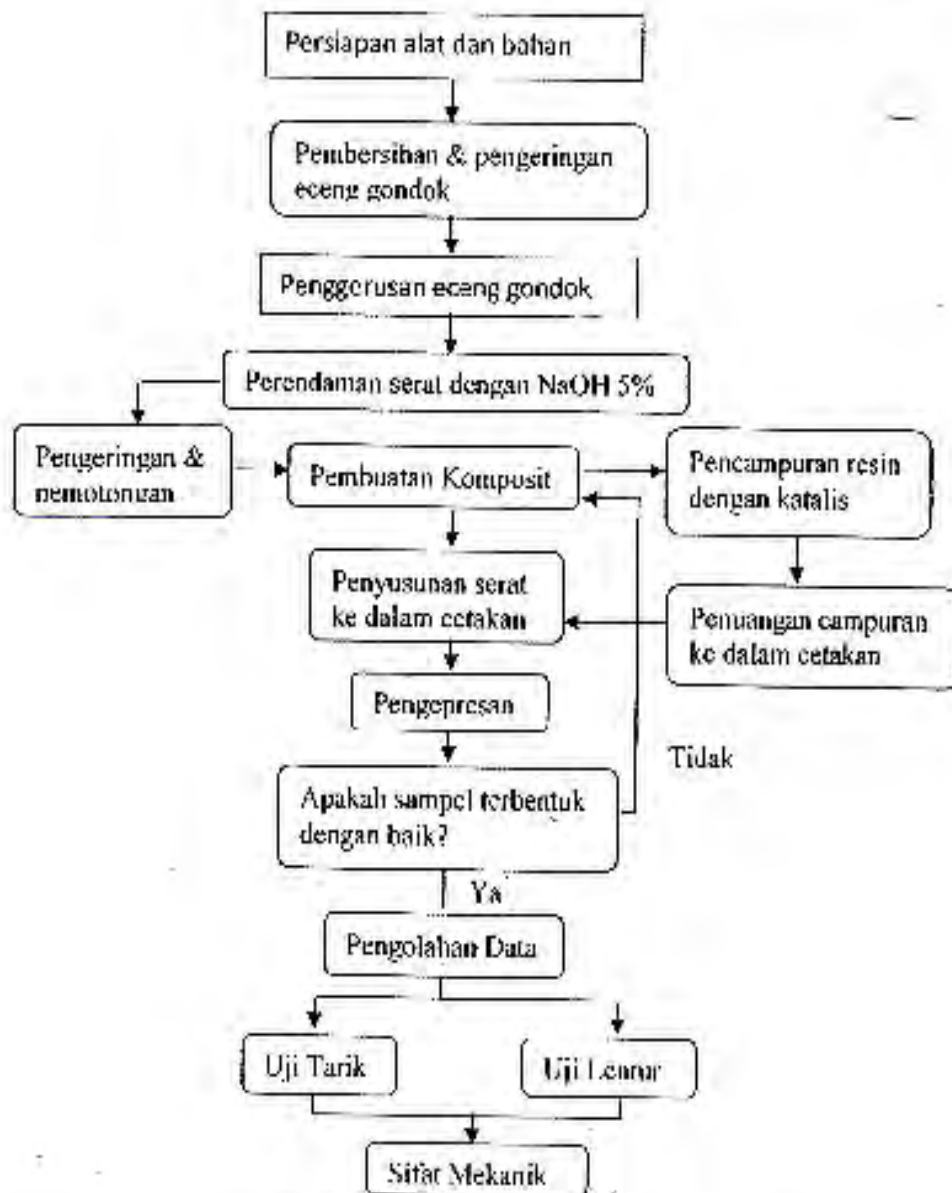 Persiapan alat dan bahan
Pembersihan & pengeringan
eceng gondok
Penggerusan eceng gondok
Perendaman serat dengan NaOH 5%
Pengeringan &
pemotongan
Pembuatan Komposit
Pencampuran resin
dengan katalis
Penyusunan serat
ke dalam cetakan
Penuangan campuran
ke dalam cetakan
Pengepresan
Tidak
Apakah sampel terbentuk
dengan baik?
Ya
Pengolahan Data
Uji Tarik
Uji Lentur
Sifat Mekanik